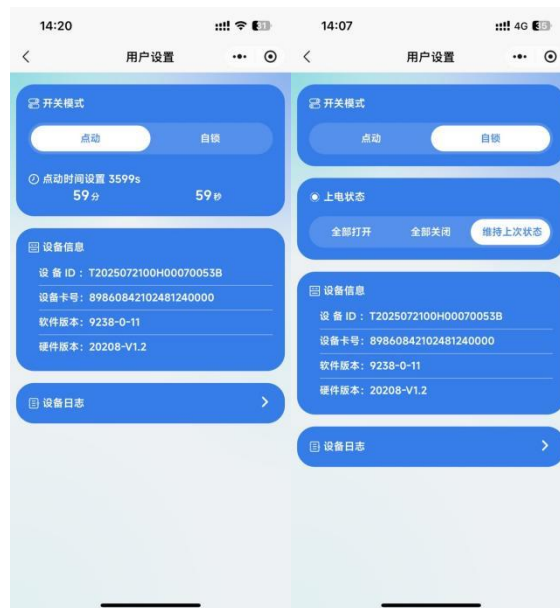 14:20
用户设置
开关模式
点动 自锁
点动时间设置 3599s
59分 59秒
设备信息
设 备 ID：T2025072100H00070053B
设备卡号：89860842102481240000
软件版本：9238-0-11
硬件版本：20208-V1.2
设备日志
14:07 4G
用户设置
开关模式
点动 自锁
上电状态
全部打开 全部关闭 维持上次状态
设备信息
设 备 ID：T2025072100H00070053B
设备卡号：89860842102481240000
软件版本：9238-0-11
硬件版本：20208-V1.2
设备日志